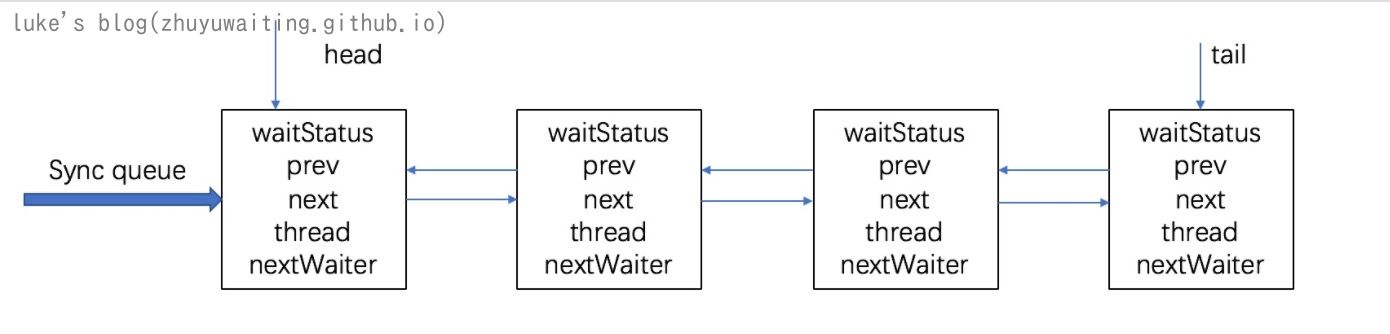 luke's blog(zhuyuwaiting.github.io)
head
tail
Sync queue
waitStatus
prev
next
thread
nextWaiter
waitStatus
prev
next
thread
nextWaiter
waitStatus
prev
next
thread
nextWaiter
waitStatus
prev
next
thread
nextWaiter